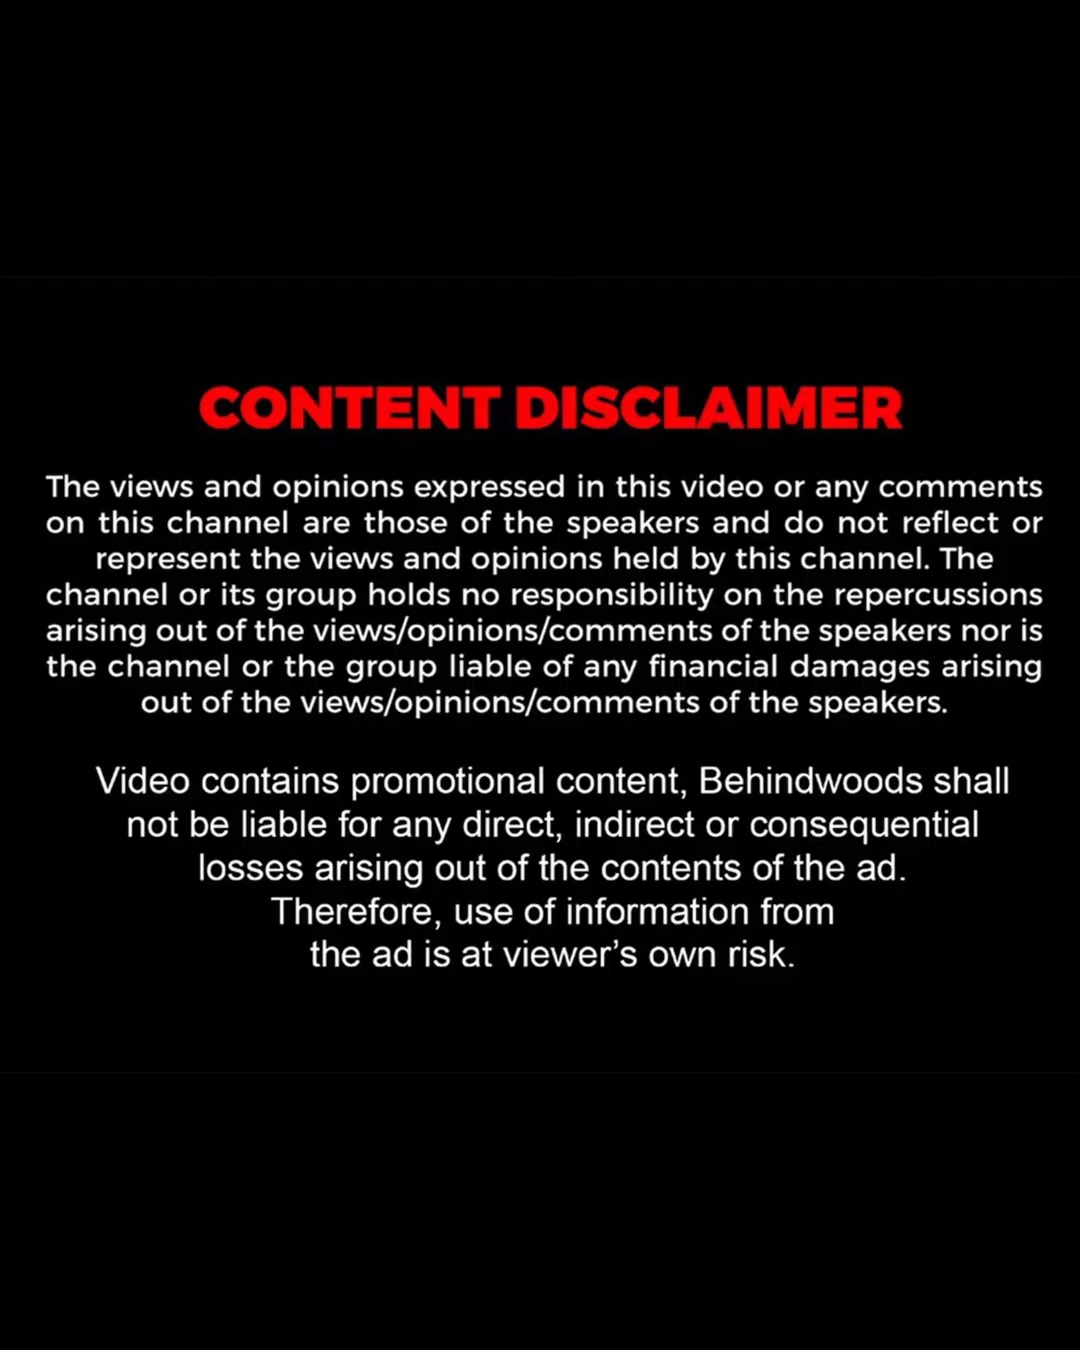 CONTENT DISCLAIMER
The views and opinions expressed in this video or any comments
on this channel are those of the speakers and do not reflect or
represent the views and opinions held by this channel. The
channel or its group holds no responsibility on the repercussions
arising out of the views/opinions/comments of the speakers nor is
the channel or the group liable of any financial damages arising
out of the views/opinions/comments of the speakers.
Video contains promotional content, Behindwoods shall
not be liable for any direct, indirect or consequential
losses arising out of the contents of the ad.
Therefore, use of information from
the ad is at viewer’s own risk.